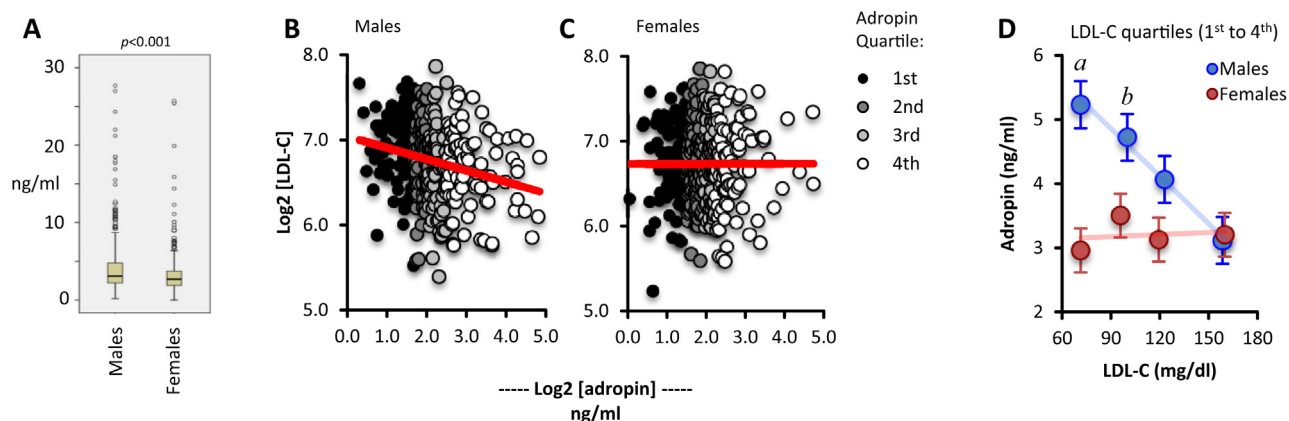 A
p<0.001
30
20
ng/ml
10
0
Males
Females
B
Males
8.0
7.0
6.0
5.0
Log2 [LDL-C]
0.0 1.0 2.0 3.0 4.0 5.0
C
Females
8.0
7.0
6.0
5.0
0.0 1.0 2.0 3.0 4.0 5.0
----- Log2 [adropin] -----
ng/ml
Adropin
Quartile:
1st
2nd
3rd
4th
D
LDL-C quartiles (1st to 4th)
6
5
4
3
2
Adropin (ng/ml)
a
b
Males
Females
60 90 120 150 180
LDL-C (mg/dl)